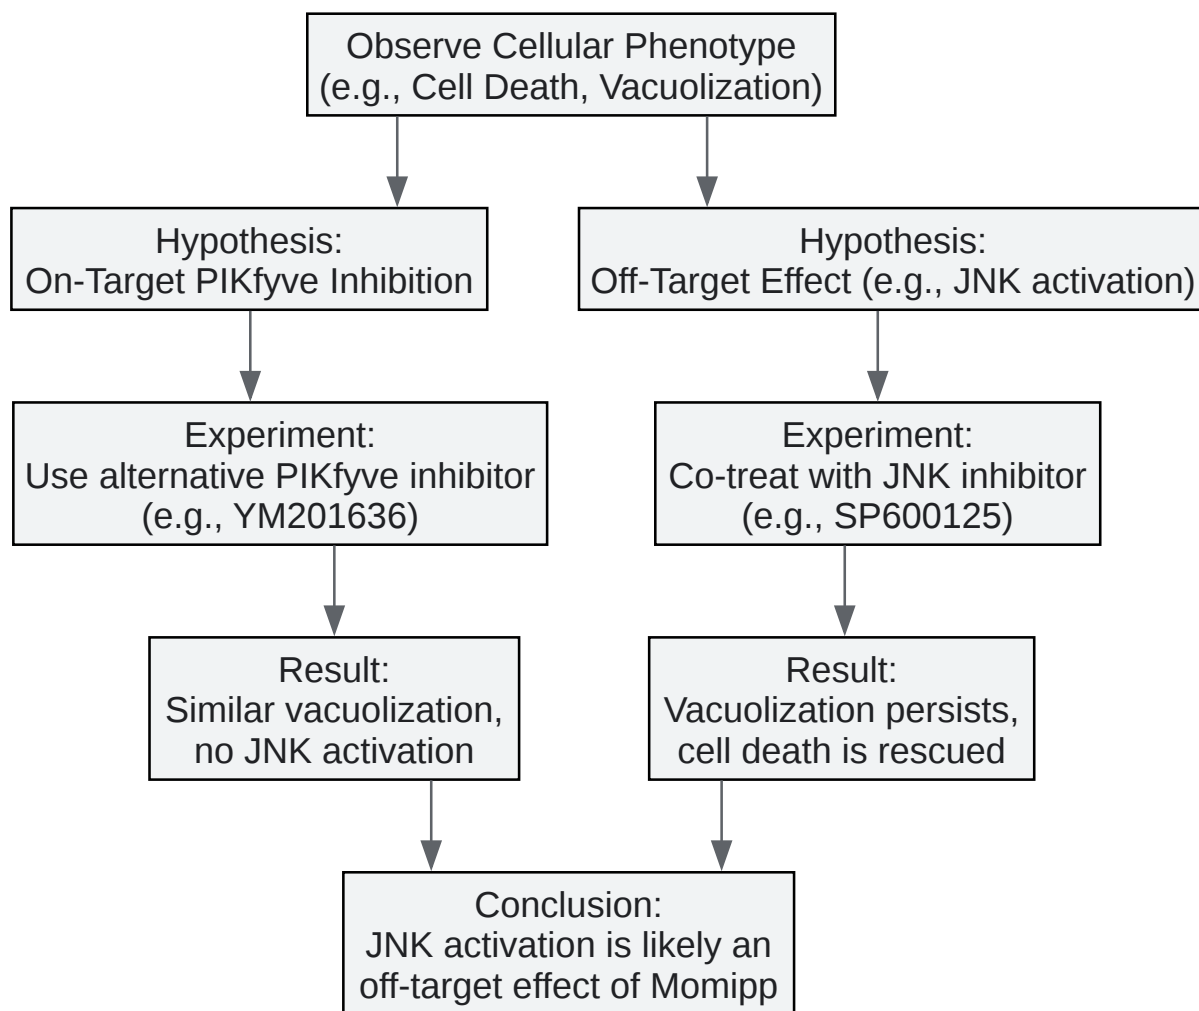 Observe Cellular Phenotype
(e.g., Cell Death, Vacuolization)
Hypothesis:
On-Target PIKfyve Inhibition
Hypothesis:
Off-Target Effect (e.g., JNK activation)
Experiment:
Use alternative PIKfyve inhibitor
(e.g., YM201636)
Experiment:
Co-treat with JNK inhibitor
(e.g., SP600125)
Result:
Similar vacuolization,
no JNK activation
Result:
Vacuolization persists,
cell death is rescued
Conclusion:
JNK activation is likely an
off-target effect of Momipp